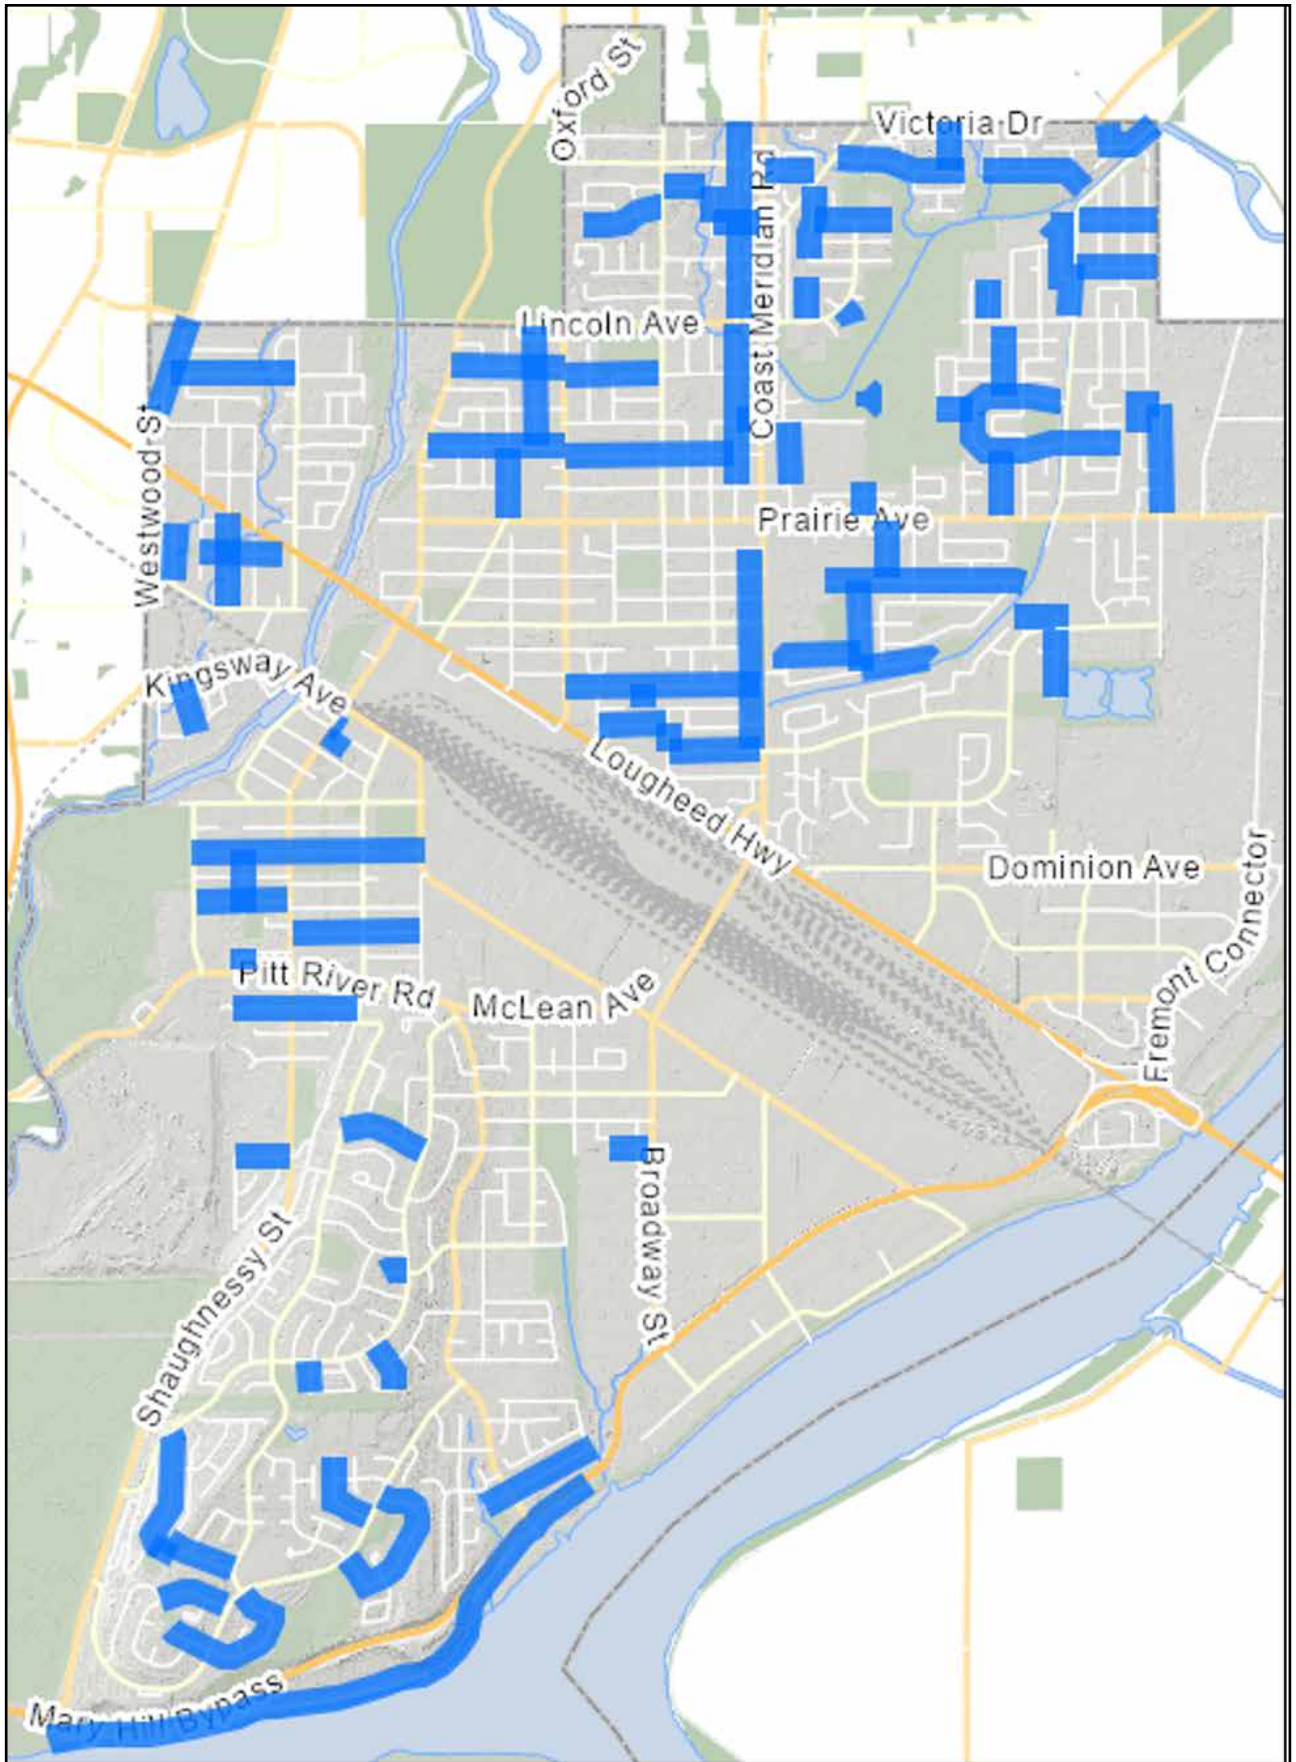 Oxford St
Victoria Dr
Coast Meridian Rd
Lincoln Ave
Westwood St
Prairie Ave
Kingsway Ave
Lougheed Hwy
Dominion Ave
Fremont Connector
Pitt River Rd
McLean Ave
Broadway St
Shaughnessy St
Mary Hill Bypass